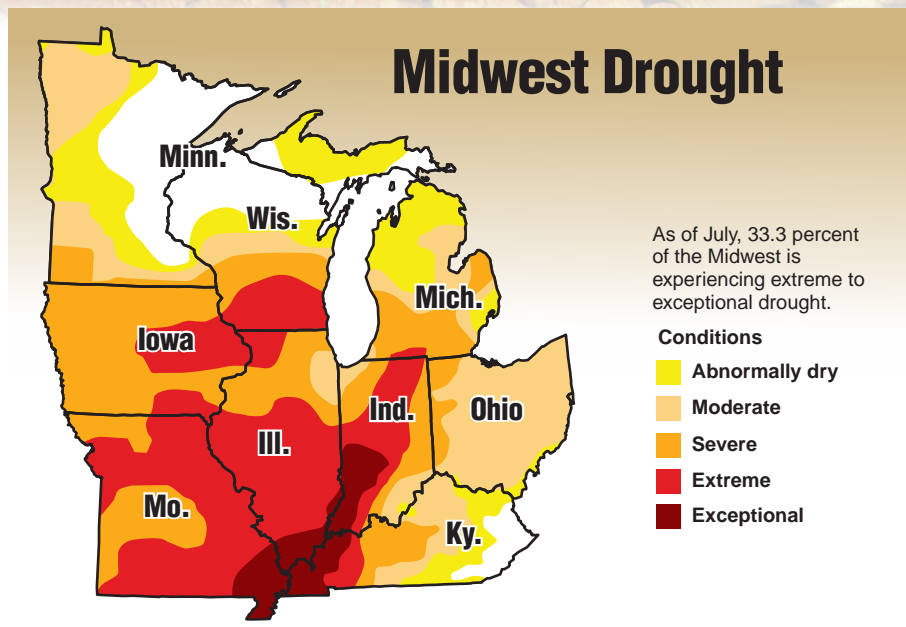 Midwest Drought
Minn.
Wis.
As of July, 33.3 percent
of the Midwest is
experiencing extreme to
exceptional drought.
Mich.
Iowa
Conditions
Abnormally dry
Moderate
Severe
Extreme
Exceptional
Ind.
Ohio
Ill.
Mo.
Ky.